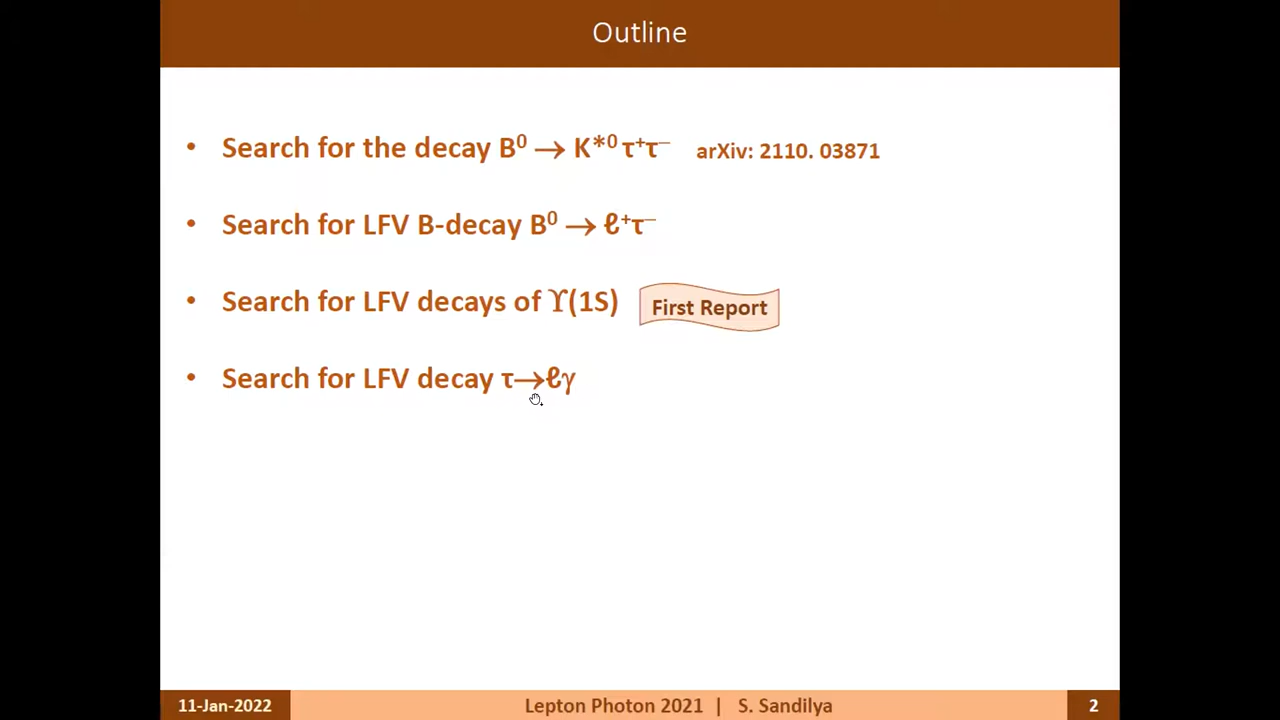 Outline
• Search for the decay B⁰ → K*⁰ τ⁺τ⁻ arXiv: 2110. 03871
• Search for LFV B-decay B⁰ → ℓ⁺τ⁻
• Search for LFV decays of ϒ(1S) First Report
• Search for LFV decay τ→ℓγ
11-Jan-2022 Lepton Photon 2021 | S. Sandilya 2